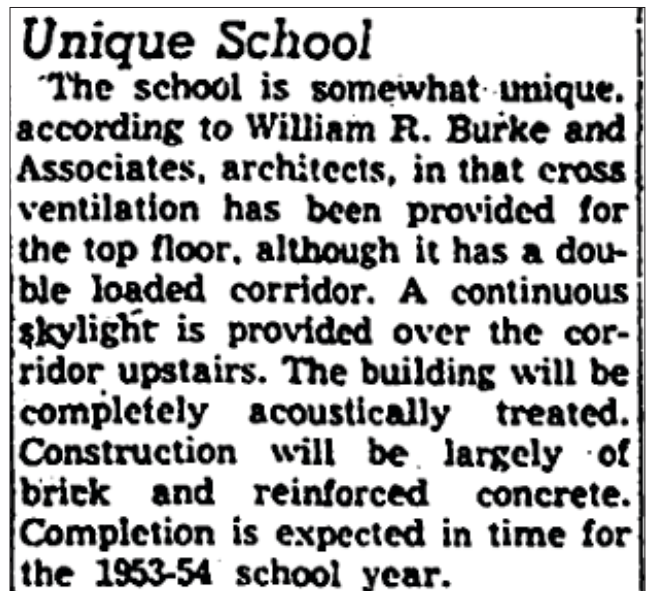 Unique School
The school is somewhat unique,
according to William R. Burke and
Associates, architects, in that cross
ventilation has been provided for
the top floor, although it has a dou-
ble loaded corridor. A continuous
skylight is provided over the cor-
ridor upstairs. The building will be
completely acoustically treated.
Construction will be largely of
brick and reinforced concrete.
Completion is expected in time for
the 1953-54 school year.